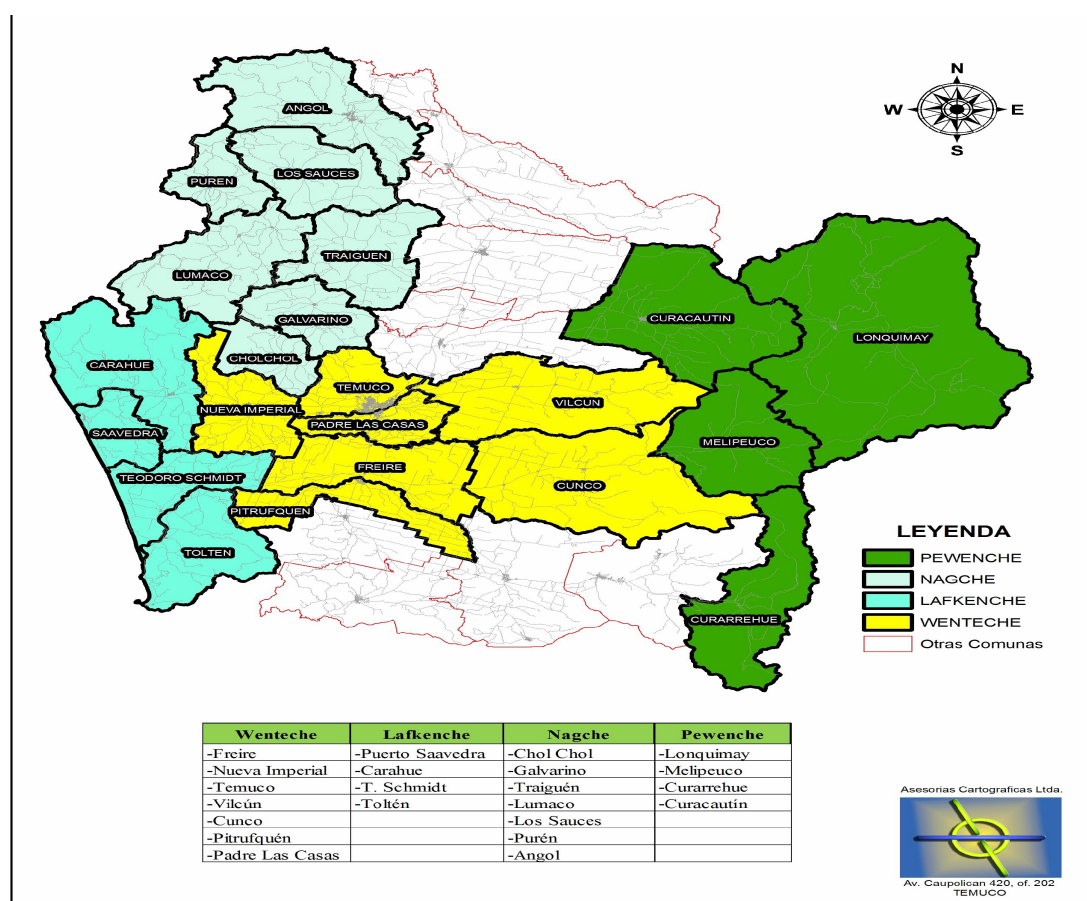 N
W E
S
ANGOL
LOS SAUCES
PUREN
TRAIGUEN
LUMACO
GALVARINO
CURACAUTIN
LONQUIMAY
CHOLCHOL
CARAHUE
TEMUCO
VILCUN
NUEVA IMPERIAL
PADRE LAS CASAS
SAAVEDRA
MELIPEUCO
FREIRE
TEODORO SCHMIDT
CUNCO
PITRUFQUEN
TOLTEN
CURARREHUE
LEYENDA
PEWENCHE
NAGCHE
LAFKENCHE
WENTECHE
Otras Comunas
Wenteche Lafkenche Nagche Pewenche
-Freire -Puerto Saavedra -Chol Chol -Lonquimay
-Nueva Imperial -Carahue -Galvarino -Melipeuco
-Temuco -T. Schmidt -Traiguén -Curarrehue
-Vilcún -Toltén -Lumaco -Curacautín
-Cunco -Los Sauces
-Pitrufquén -Purén
-Padre Las Casas -Angol
Asesorias Cartograficas Ltda.
Av. Caupolican 420, of. 202
TEMUCO